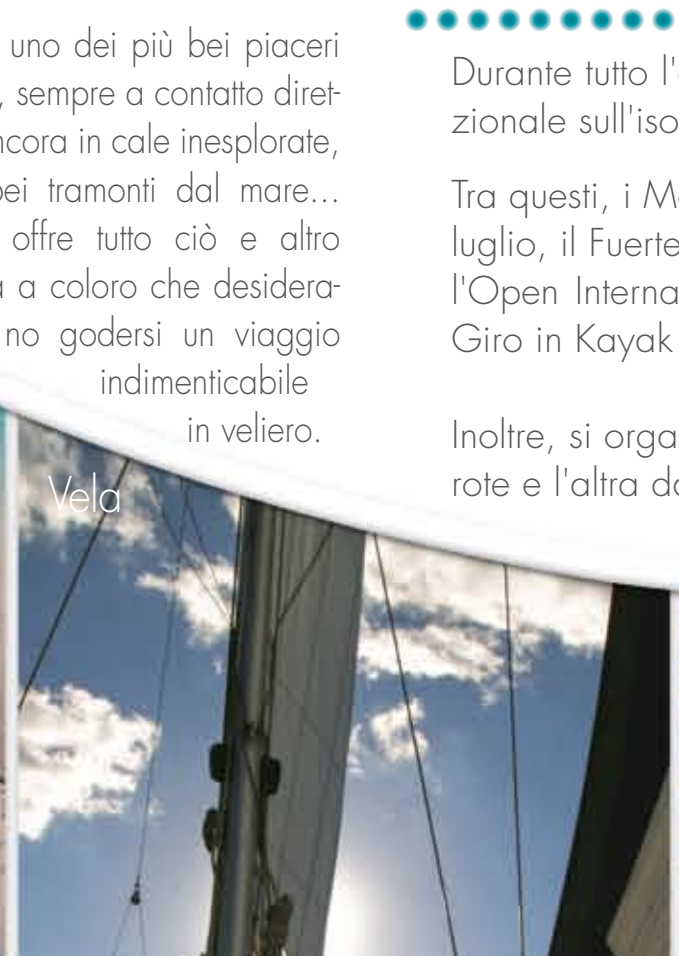 uno dei più bei piaceri
, sempre a contatto diret-
ncora in cale inesplorate,
bei tramonti dal mare...
offre tutto ciò e altro
a coloro che desidera-
no godersi un viaggio
indimenticabile
in veliero.
Vela
Durante tutto l'
zionale sull'iso
Tra questi, i M
luglio, il Fuerte
l'Open Interna
Giro in Kayak
Inoltre, si orga
rote e l'altra da